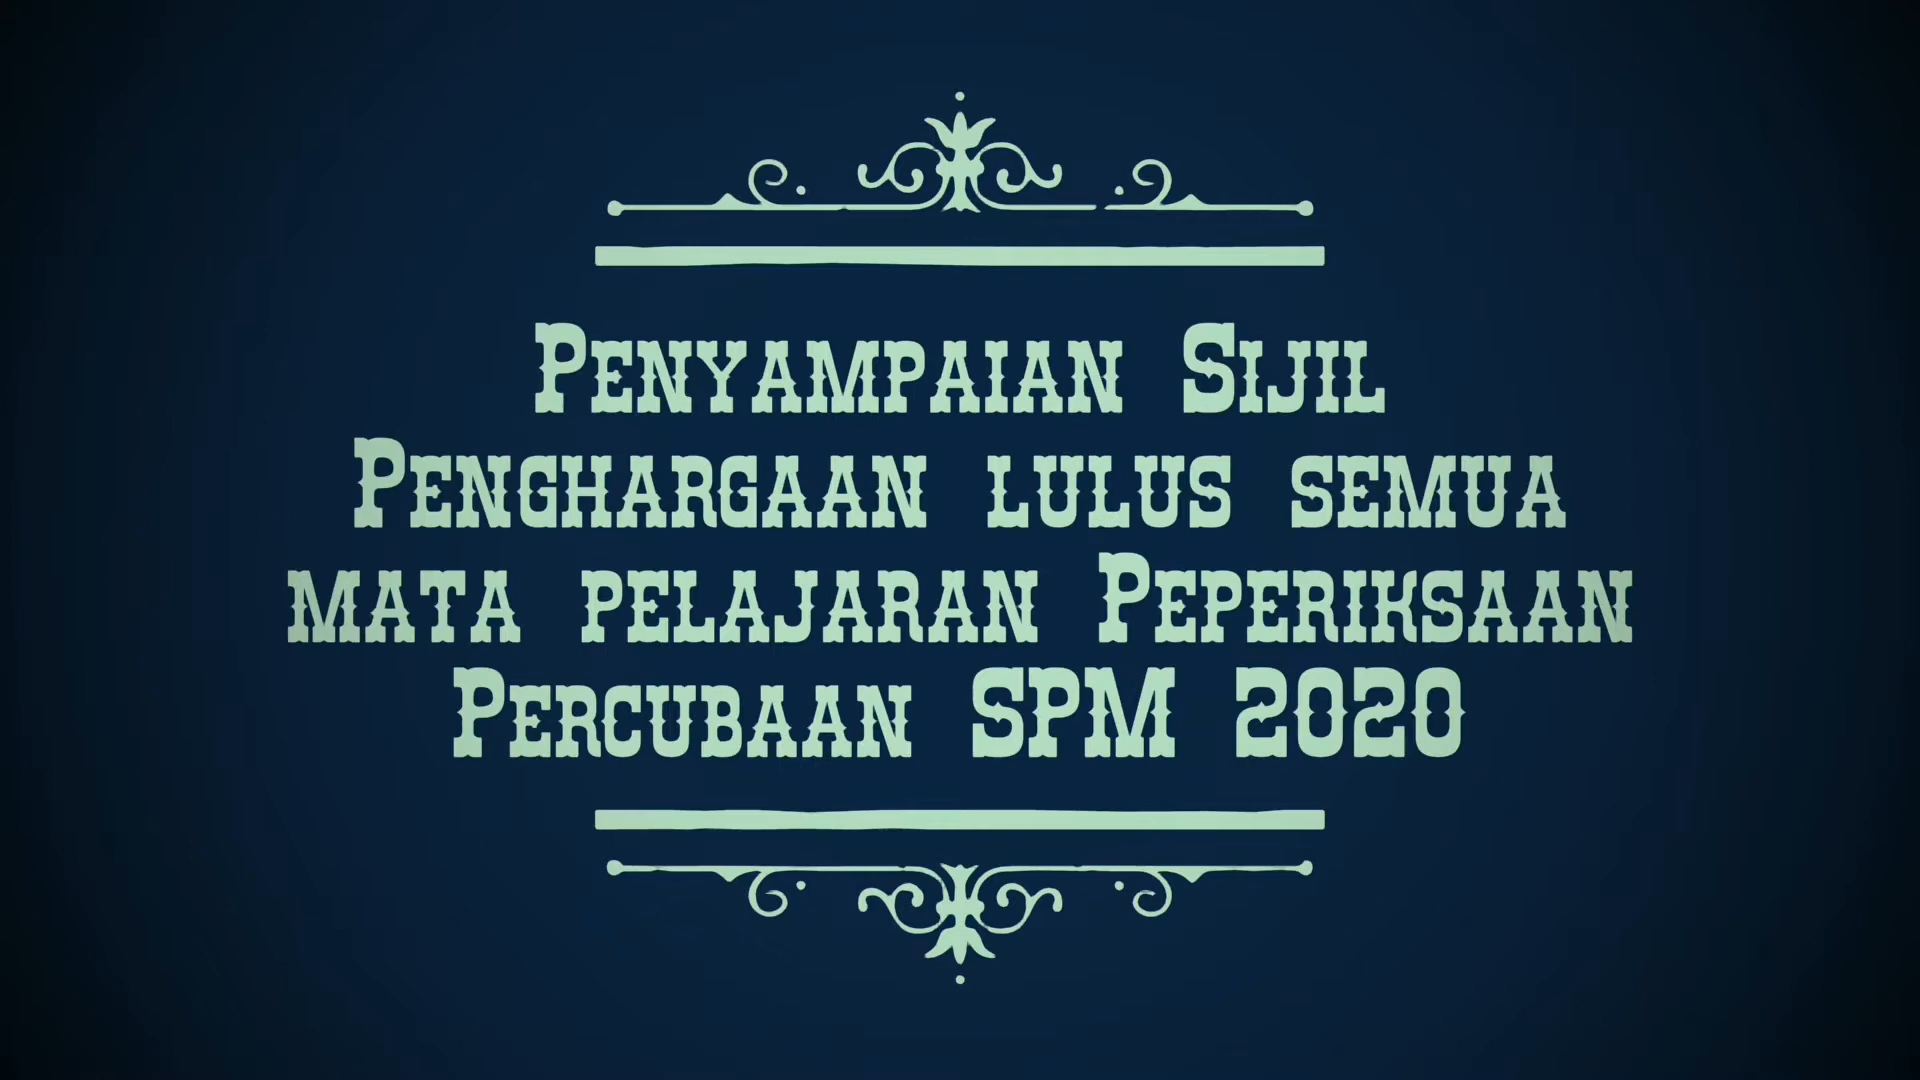 Penyampaian Sijil
Penghargaan lulus semua
mata pelajaran Peperiksaan
Percubaan SPM 2020